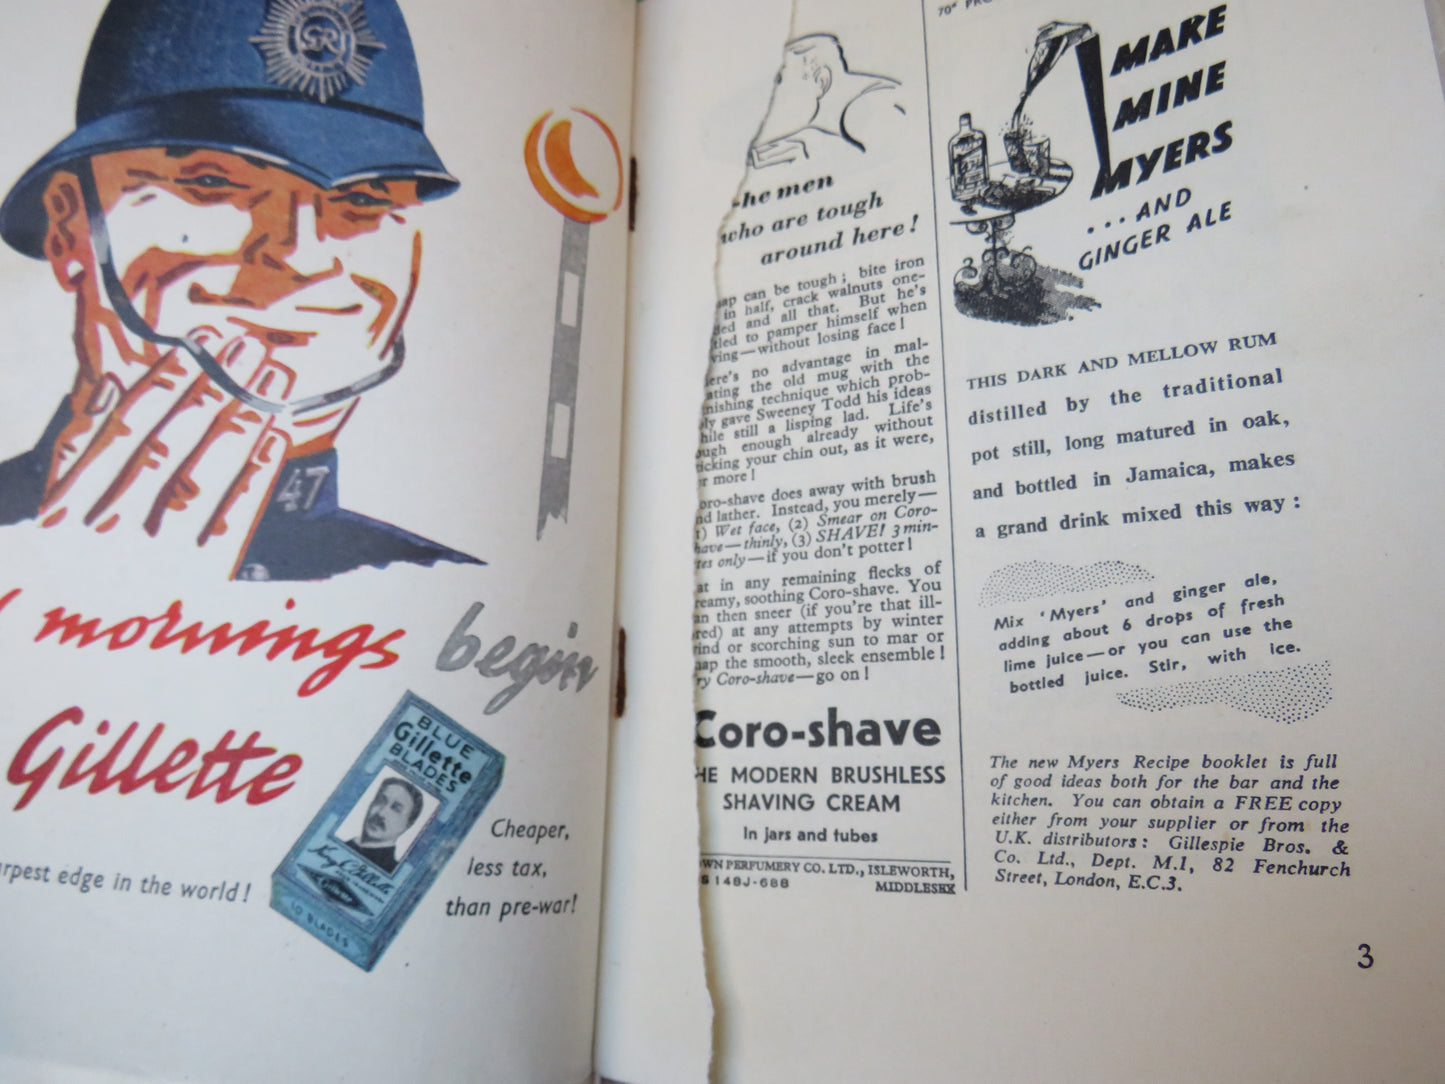 GR
47
mornings begin
Gillette
BLUE
Gillette
BLADES
King C. Gillette
10 BLADES
Cheaper,
less tax,
than pre-war!
rpest edge in the world!
-he men
who are tough
around here!
ap can be tough; bite iron
in half, crack walnuts one-
ded and all that. But he's
tled to pamper himself when
ving—without losing face!
ere's no advantage in mal-
ating the old mug with the
nishing technique which prob-
bly gave Sweeney Todd his ideas
hile still a lisping lad. Life's
ough enough already without
icking your chin out, as it were,
r more!
oro-shave does away with brush
nd lather. Instead, you merely—
1) Wet face, (2) Smear on Coro-
have—thinly, (3) SHAVE! 3 min-
tes only—if you don't potter!
at in any remaining flecks of
reamy, soothing Coro-shave. You
an then sneer (if you're that ill-
red) at any attempts by winter
ind or scorching sun to mar or
ap the smooth, sleek ensemble!
ry Coro-shave—go on!
Coro-shave
HE MODERN BRUSHLESS
SHAVING CREAM
In jars and tubes
WN PERFUMERY CO. LTD., ISLEWORTH,
S 148J-688 MIDDLESEX
70° PRO
MAKE
MINE
MYERS
...AND
GINGER ALE
THIS DARK AND MELLOW RUM
distilled by the traditional
pot still, long matured in oak,
and bottled in Jamaica, makes
a grand drink mixed this way:
Mix 'Myers' and ginger ale,
adding about 6 drops of fresh
lime juice—or you can use the
bottled juice. Stir, with ice.
The new Myers Recipe booklet is full
of good ideas both for the bar and the
kitchen. You can obtain a FREE copy
either from your supplier or from the
U.K. distributors: Gillespie Bros. &
Co. Ltd., Dept. M.1, 82 Fenchurch
Street, London, E.C.3.
3